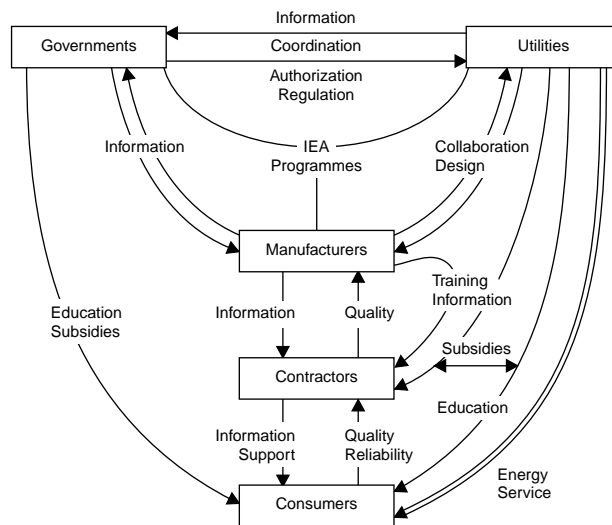 Information
Governments
Coordination
Utilities
Authorization
Regulation
Information
IEA
Programmes
Collaboration
Design
Manufacturers
Training
Information
Education
Subsidies
Information
Quality
Subsidies
Contractors
Education
Information
Support
Quality
Reliability
Energy
Service
Consumers